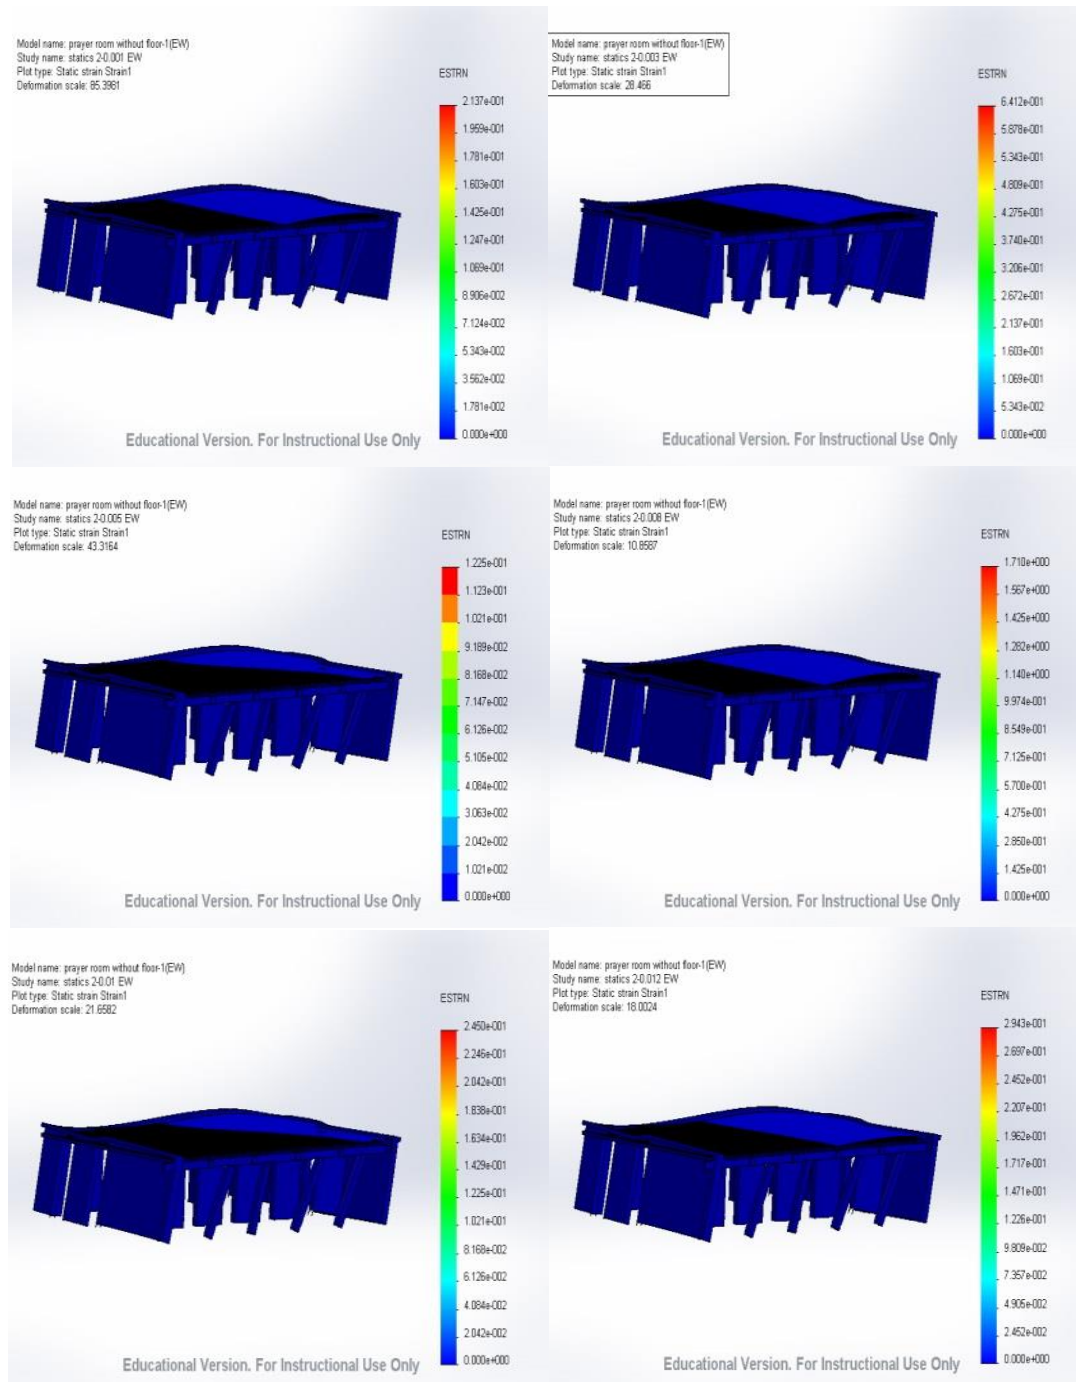 Model name: prayer room without floor-1(EW)
Study name: statics 2-0.001 EW
Plot type: Static strain Strain1
Deformation scale: 85.3981
ESTRN
2.137e-001
1.959e-001
1.781e-001
1.603e-001
1.425e-001
1.247e-001
1.069e-001
8.906e-002
7.124e-002
5.343e-002
3.562e-002
1.781e-002
0.000e+000
Educational Version. For Instructional Use Only
Model name: prayer room without floor-1(EW)
Study name: statics 2-0.003 EW
Plot type: Static strain Strain1
Deformation scale: 28.466
ESTRN
6.412e-001
5.878e-001
5.343e-001
4.809e-001
4.275e-001
3.740e-001
3.206e-001
2.672e-001
2.137e-001
1.603e-001
1.069e-001
5.343e-002
0.000e+000
Educational Version. For Instructional Use Only
Model name: prayer room without floor-1(EW)
Study name: statics 2-0.005 EW
Plot type: Static strain Strain1
Deformation scale: 43.3164
ESTRN
1.225e-001
1.123e-001
1.021e-001
9.189e-002
8.168e-002
7.147e-002
6.126e-002
5.105e-002
4.084e-002
3.063e-002
2.042e-002
1.021e-002
0.000e+000
Educational Version. For Instructional Use Only
Model name: prayer room without floor-1(EW)
Study name: statics 2-0.008 EW
Plot type: Static strain Strain1
Deformation scale: 10.8587
ESTRN
1.710e+000
1.567e+000
1.425e+000
1.282e+000
1.140e+000
9.974e-001
8.549e-001
7.125e-001
5.700e-001
4.275e-001
2.850e-001
1.425e-001
0.000e+000
Educational Version. For Instructional Use Only
Model name: prayer room without floor-1(EW)
Study name: statics 2-0.01 EW
Plot type: Static strain Strain1
Deformation scale: 21.6582
ESTRN
2.450e-001
2.246e-001
2.042e-001
1.838e-001
1.634e-001
1.429e-001
1.225e-001
1.021e-001
8.168e-002
6.126e-002
4.084e-002
2.042e-002
0.000e+000
Educational Version. For Instructional Use Only
Model name: prayer room without floor-1(EW)
Study name: statics 2-0.012 EW
Plot type: Static strain Strain1
Deformation scale: 18.0024
ESTRN
2.943e-001
2.697e-001
2.452e-001
2.207e-001
1.962e-001
1.717e-001
1.471e-001
1.226e-001
9.809e-002
7.357e-002
4.905e-002
2.452e-002
0.000e+000
Educational Version. For Instructional Use Only